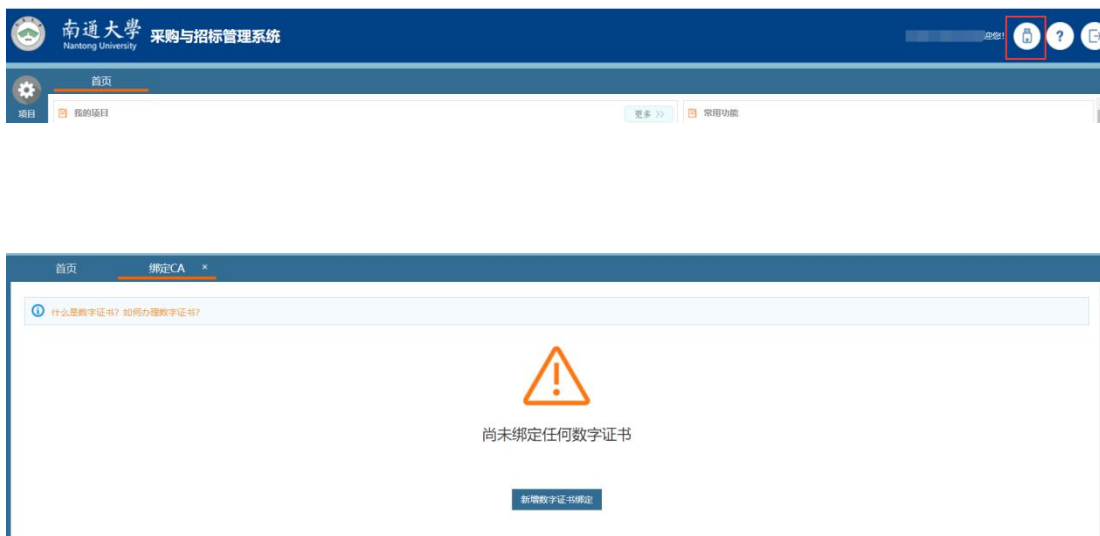 南通大學
Nantong University
采购与招标管理系统
?
首页
项目
我的项目
更多 >>
常用功能
首页
绑定CA ×
什么是数字证书? 如何办理数字证书?
尚未绑定任何数字证书
新增数字证书绑定